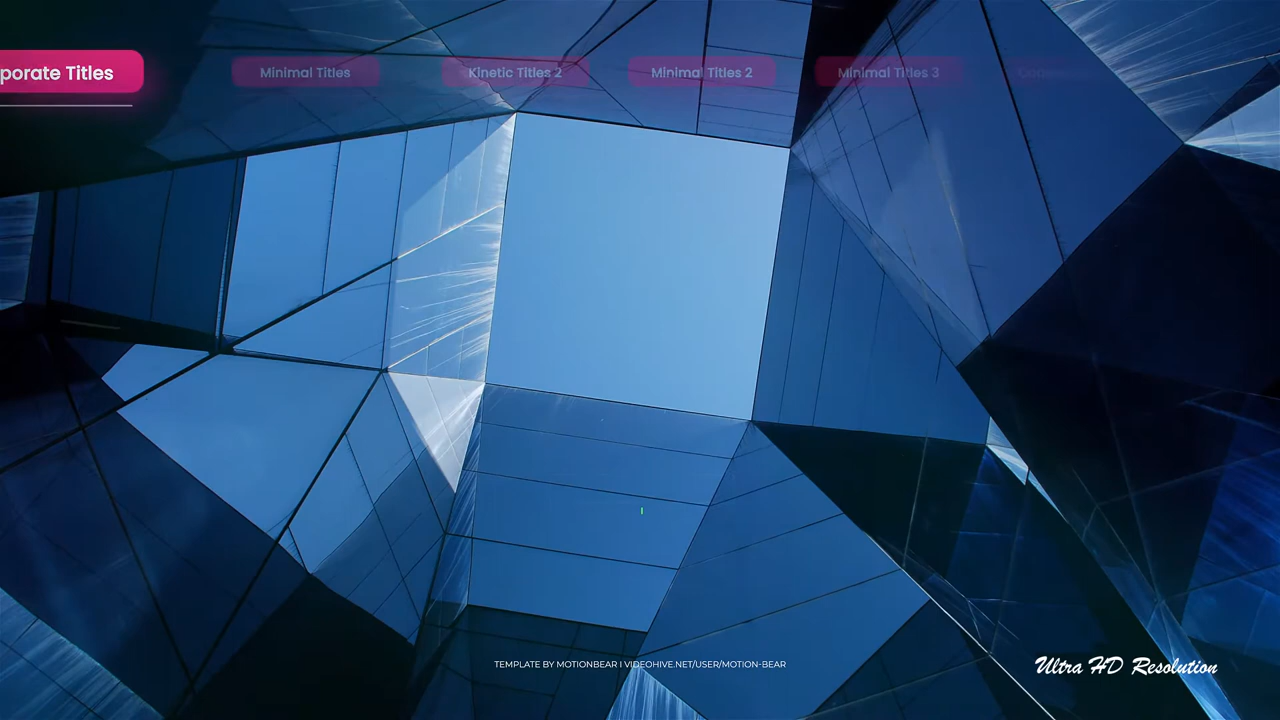 porate Titles
Minimal Titles
Kinetic Titles 2
Minimal Titles 2
Minimal Titles 3
TEMPLATE BY MOTIONBEAR I VIDEOHIVE.NET/USER/MOTION-BEAR
Ultra HD Resolution